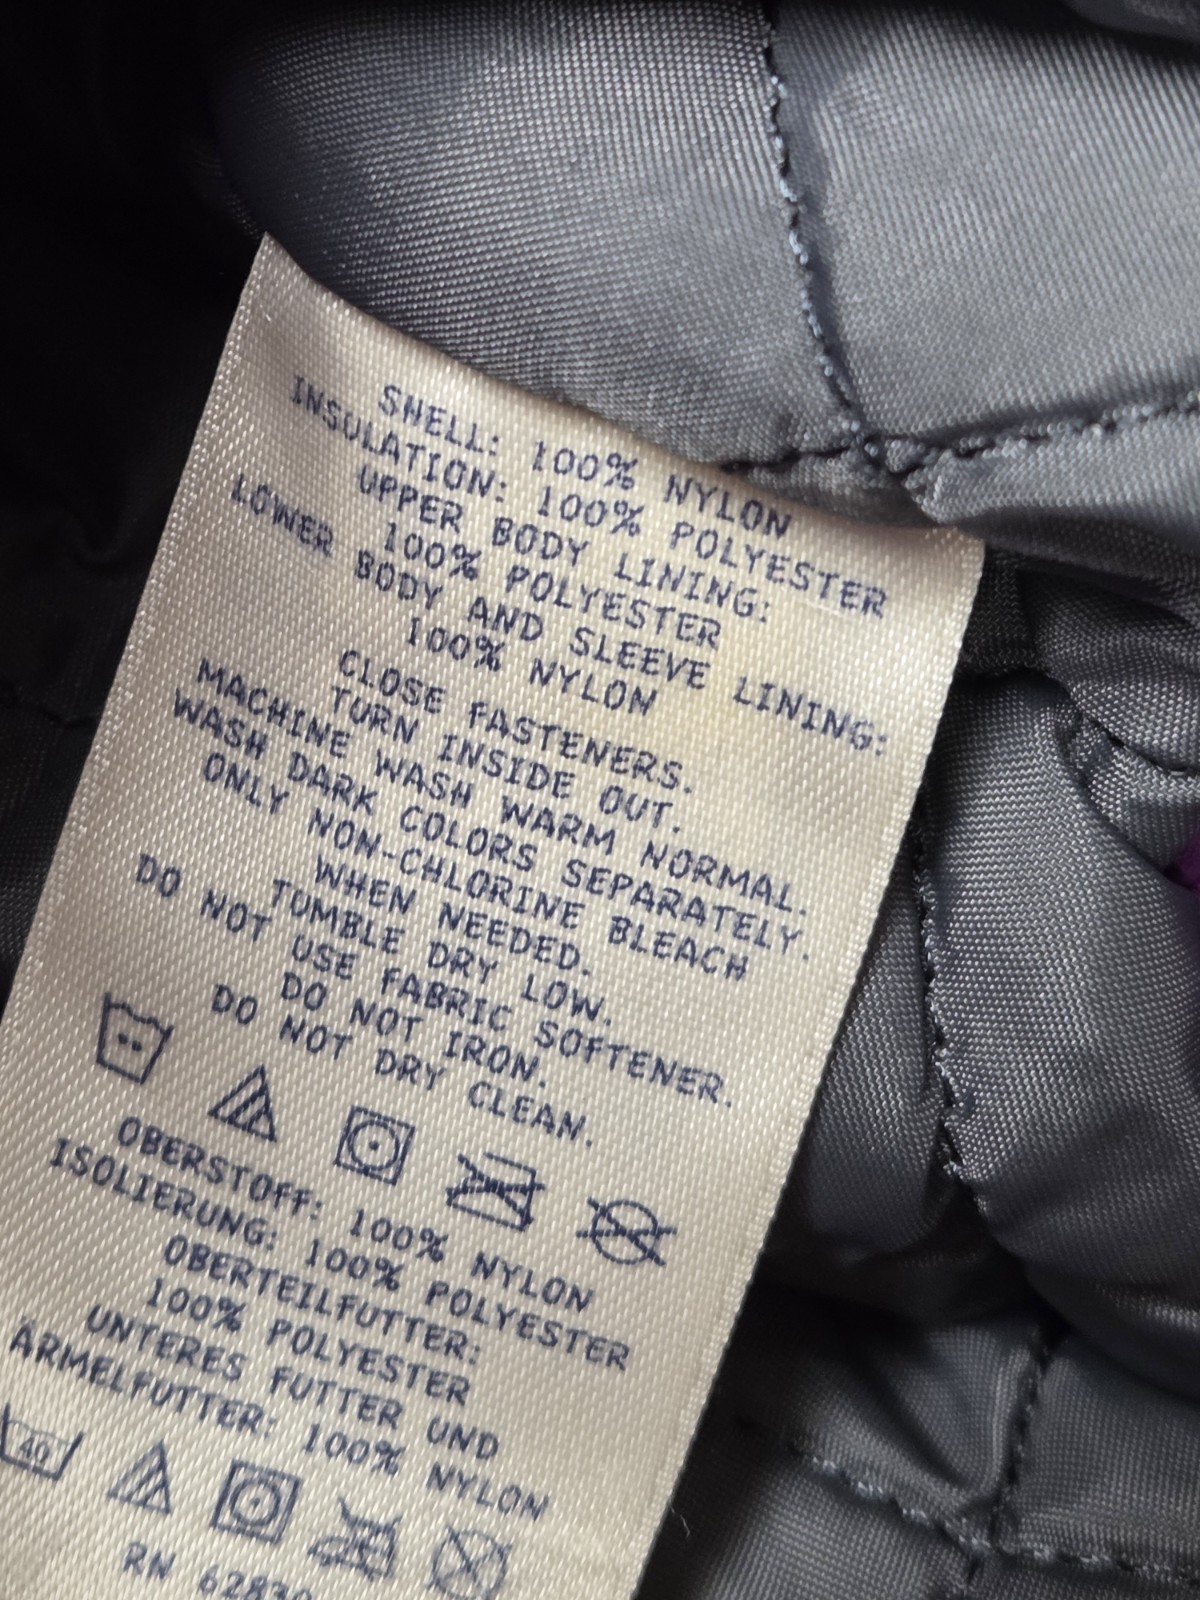 SHELL: 100% NYLON
INSULATION: 100% POLYESTER
UPPER BODY LINING:
100% POLYESTER
LOWER BODY AND SLEEVE LINING:
100% NYLON
CLOSE FASTENERS.
TURN INSIDE OUT.
MACHINE WASH WARM NORMAL.
WASH DARK COLORS SEPARATELY.
ONLY NON-CHLORINE BLEACH
WHEN NEEDED.
TUMBLE DRY LOW.
DO NOT USE FABRIC SOFTENER.
DO NOT IRON.
DO NOT DRY CLEAN.
OBERSTOFF: 100% NYLON
ISOLIERUNG: 100% POLYESTER
OBERTEILFUTTER:
100% POLYESTER
UNTERES FUTTER UND
ARMELFUTTER: 100% NYLON
40
RN